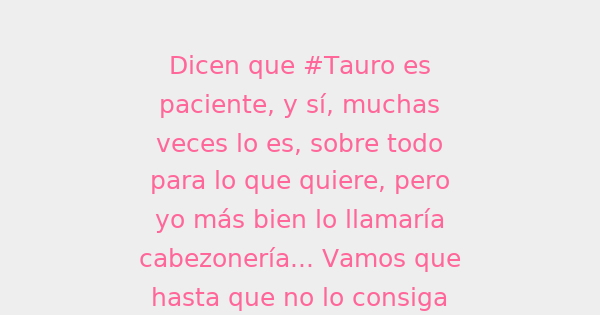 Dicen que #Tauro es
paciente, y sí, muchas
veces lo es, sobre todo
para lo que quiere, pero
yo más bien lo llamaría
cabezonería... Vamos que
hasta que no lo consiga